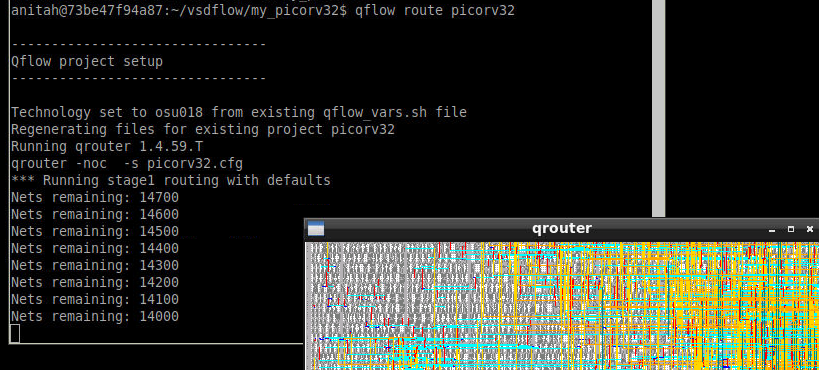 anitah@73be47f94a87:~/vsdflow/my_picorv32$ qflow route picorv32
--------------------------------
Qflow project setup
--------------------------------
Technology set to osu018 from existing qflow_vars.sh file
Regenerating files for existing project picorv32
Running qrouter 1.4.59.T
qrouter -noc  -s picorv32.cfg
*** Running stage1 routing with defaults
Nets remaining: 14700
Nets remaining: 14600
Nets remaining: 14500
Nets remaining: 14400
Nets remaining: 14300
Nets remaining: 14200
Nets remaining: 14100
Nets remaining: 14000
qrouter